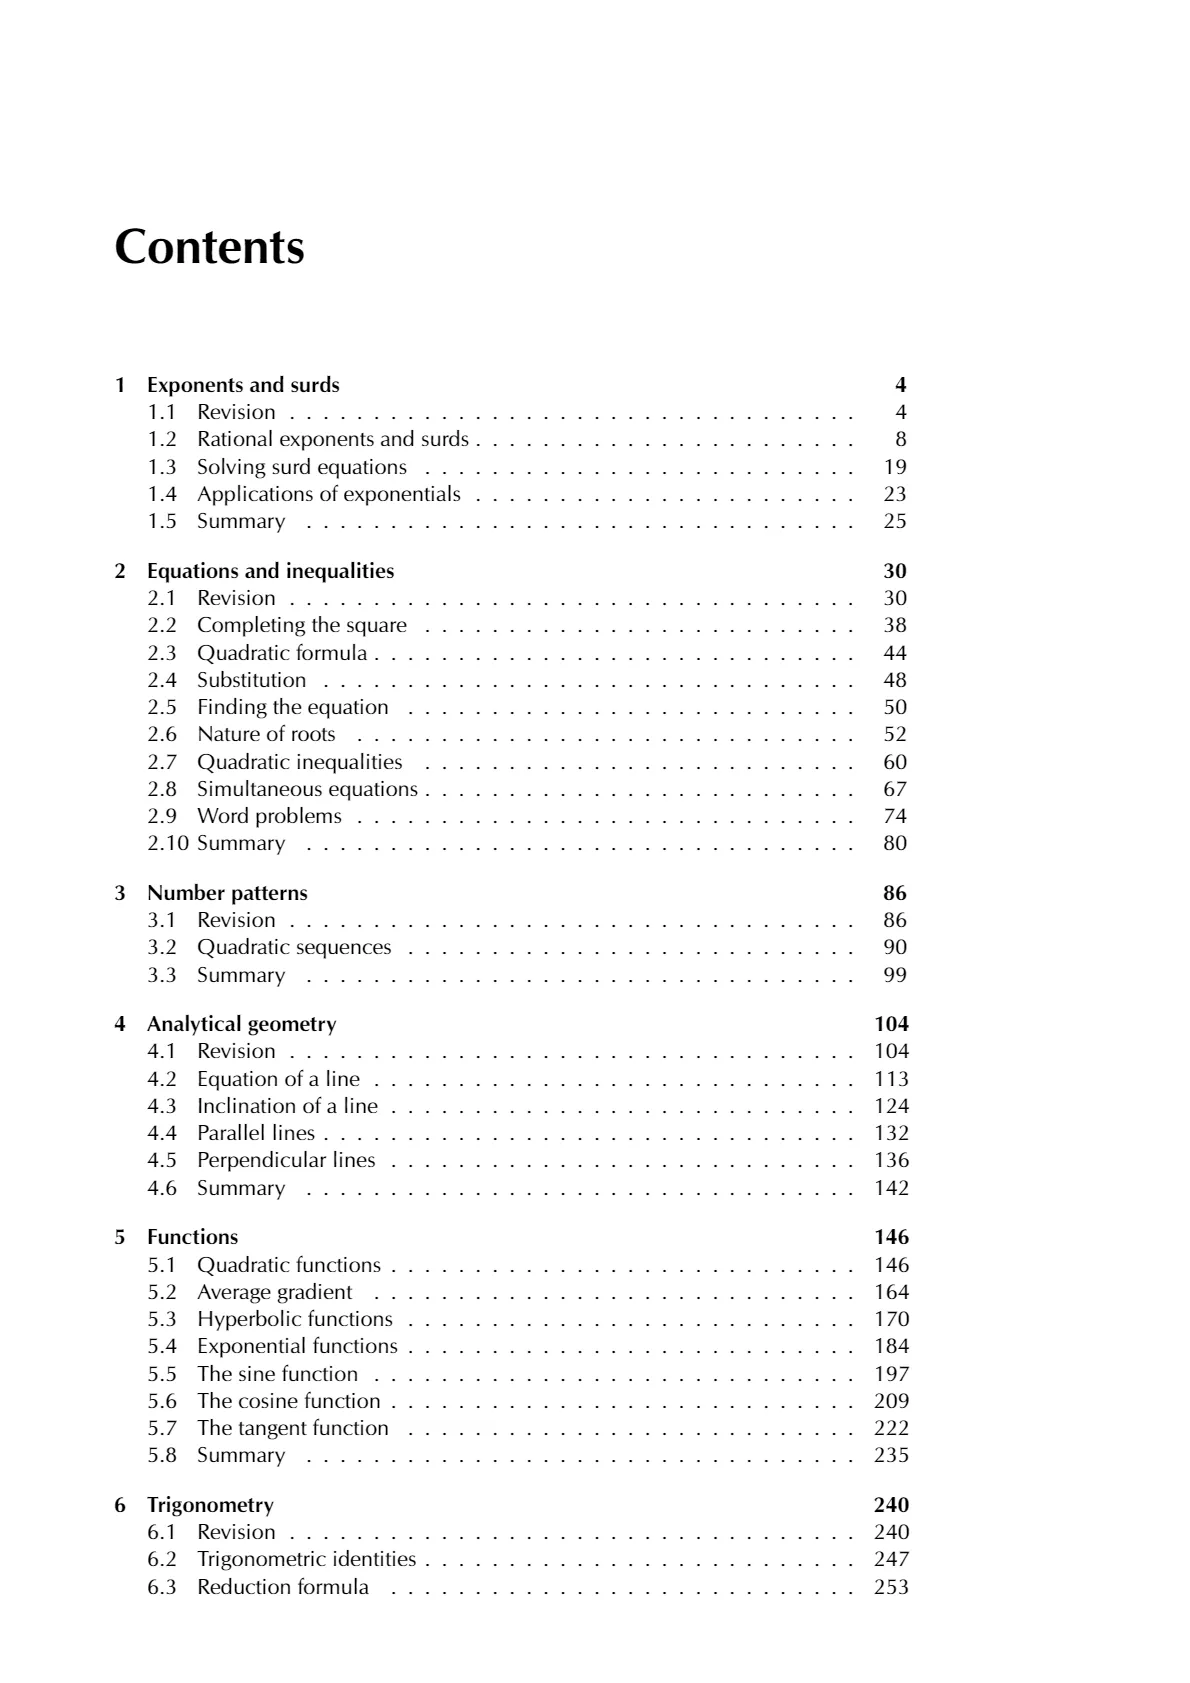 Contents
1 Exponents and surds 4
1.1 Revision . . . . . . . . . . . . . . . . . . . . . . . . . . . . . . . . . . 4
1.2 Rational exponents and surds . . . . . . . . . . . . . . . . . . . . . . . 8
1.3 Solving surd equations . . . . . . . . . . . . . . . . . . . . . . . . . . 19
1.4 Applications of exponentials . . . . . . . . . . . . . . . . . . . . . . . 23
1.5 Summary . . . . . . . . . . . . . . . . . . . . . . . . . . . . . . . . . 25
2 Equations and inequalities 30
2.1 Revision . . . . . . . . . . . . . . . . . . . . . . . . . . . . . . . . . . 30
2.2 Completing the square . . . . . . . . . . . . . . . . . . . . . . . . . . 38
2.3 Quadratic formula . . . . . . . . . . . . . . . . . . . . . . . . . . . . . 44
2.4 Substitution . . . . . . . . . . . . . . . . . . . . . . . . . . . . . . . . 48
2.5 Finding the equation . . . . . . . . . . . . . . . . . . . . . . . . . . . 50
2.6 Nature of roots . . . . . . . . . . . . . . . . . . . . . . . . . . . . . . 52
2.7 Quadratic inequalities . . . . . . . . . . . . . . . . . . . . . . . . . . 60
2.8 Simultaneous equations . . . . . . . . . . . . . . . . . . . . . . . . . . 67
2.9 Word problems . . . . . . . . . . . . . . . . . . . . . . . . . . . . . . 74
2.10 Summary . . . . . . . . . . . . . . . . . . . . . . . . . . . . . . . . . 80
3 Number patterns 86
3.1 Revision . . . . . . . . . . . . . . . . . . . . . . . . . . . . . . . . . . 86
3.2 Quadratic sequences . . . . . . . . . . . . . . . . . . . . . . . . . . . 90
3.3 Summary . . . . . . . . . . . . . . . . . . . . . . . . . . . . . . . . . 99
4 Analytical geometry 104
4.1 Revision . . . . . . . . . . . . . . . . . . . . . . . . . . . . . . . . . . 104
4.2 Equation of a line . . . . . . . . . . . . . . . . . . . . . . . . . . . . . 113
4.3 Inclination of a line . . . . . . . . . . . . . . . . . . . . . . . . . . . . 124
4.4 Parallel lines . . . . . . . . . . . . . . . . . . . . . . . . . . . . . . . . 132
4.5 Perpendicular lines . . . . . . . . . . . . . . . . . . . . . . . . . . . . 136
4.6 Summary . . . . . . . . . . . . . . . . . . . . . . . . . . . . . . . . . 142
5 Functions 146
5.1 Quadratic functions . . . . . . . . . . . . . . . . . . . . . . . . . . . . 146
5.2 Average gradient . . . . . . . . . . . . . . . . . . . . . . . . . . . . . 164
5.3 Hyperbolic functions . . . . . . . . . . . . . . . . . . . . . . . . . . . 170
5.4 Exponential functions . . . . . . . . . . . . . . . . . . . . . . . . . . . 184
5.5 The sine function . . . . . . . . . . . . . . . . . . . . . . . . . . . . . 197
5.6 The cosine function . . . . . . . . . . . . . . . . . . . . . . . . . . . . 209
5.7 The tangent function . . . . . . . . . . . . . . . . . . . . . . . . . . . 222
5.8 Summary . . . . . . . . . . . . . . . . . . . . . . . . . . . . . . . . . 235
6 Trigonometry 240
6.1 Revision . . . . . . . . . . . . . . . . . . . . . . . . . . . . . . . . . . 240
6.2 Trigonometric identities . . . . . . . . . . . . . . . . . . . . . . . . . . 247
6.3 Reduction formula . . . . . . . . . . . . . . . . . . . . . . . . . . . . 253